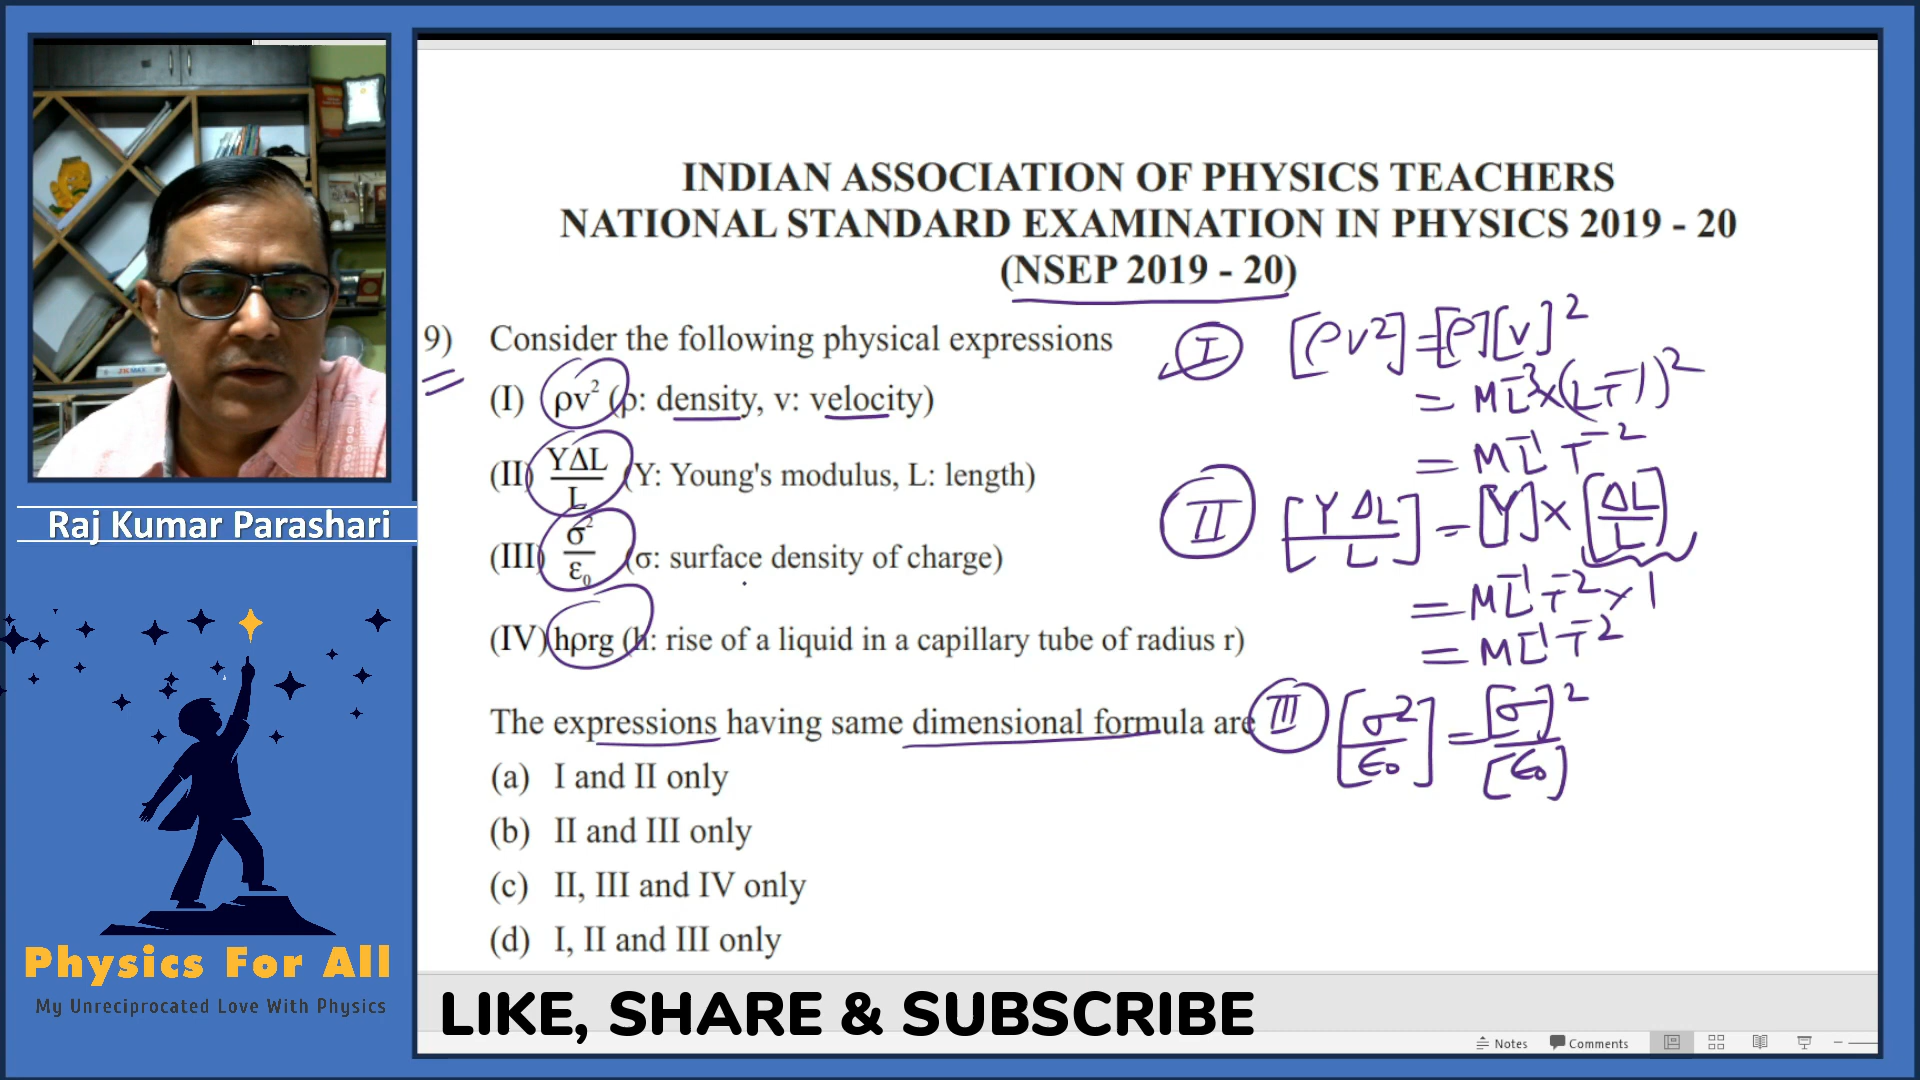 INDIAN ASSOCIATION OF PHYSICS TEACHERS
NATIONAL STANDARD EXAMINATION IN PHYSICS 2019 - 20
(NSEP 2019 - 20)
9) Consider the following physical expressions
(I) ρv² (ρ: density, v: velocity)
(II) YΔL/L (Y: Young's modulus, L: length)
(III) σ²/ε₀ (σ: surface density of charge)
(IV) hρrg (h: rise of a liquid in a capillary tube of radius r)
The expressions having same dimensional formula are
(a) I and II only
(b) II and III only
(c) II, III and IV only
(d) I, II and III only
I [ρv²] = [ρ][v]²
= ML⁻³×(LT⁻¹)²
= ML⁻¹T⁻²
II [YΔL/L] = [Y]×[ΔL/L]
= ML⁻¹T⁻²×1
= ML⁻¹T⁻²
III [σ²/ε₀] = [σ]²/[ε₀]
Raj Kumar Parashari
Physics For All
My Unreciprocated Love With Physics
LIKE, SHARE & SUBSCRIBE
Notes
Comments